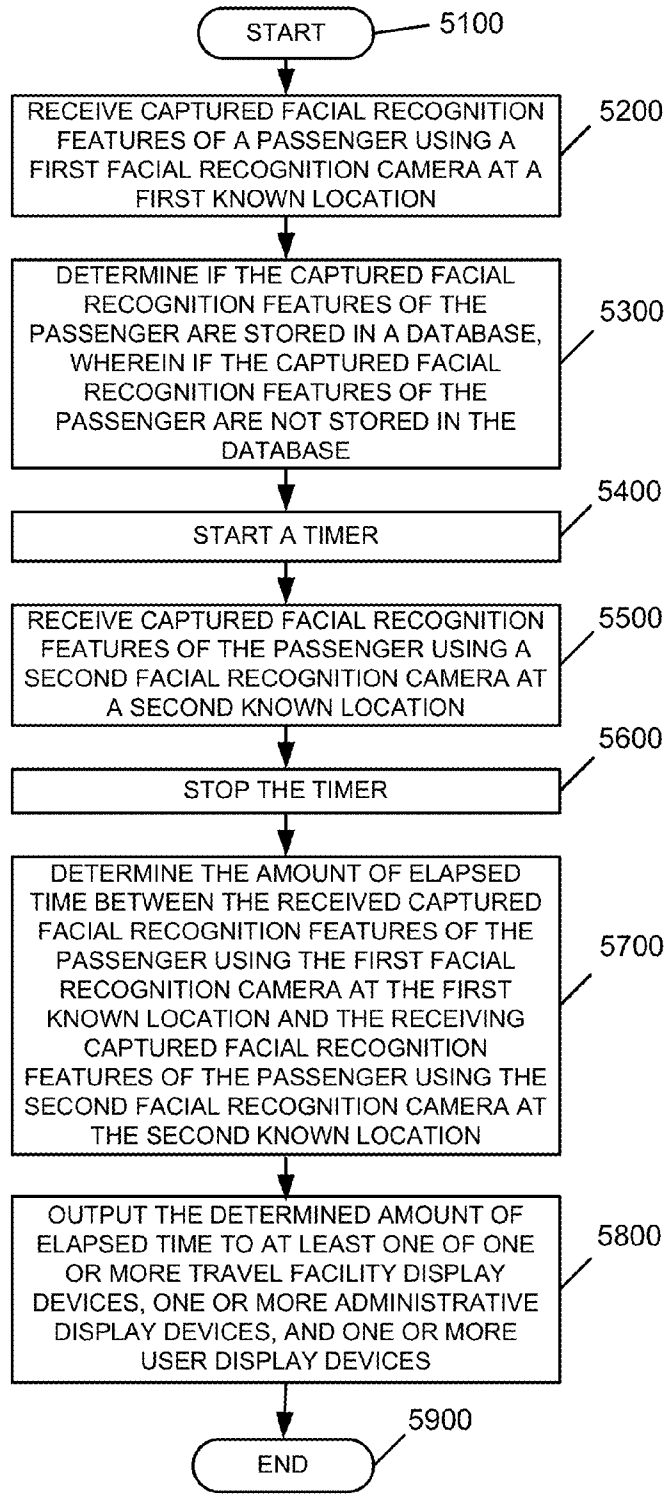 START
5100
RECEIVE CAPTURED FACIAL RECOGNITION
FEATURES OF A PASSENGER USING A
FIRST FACIAL RECOGNITION CAMERA AT A
FIRST KNOWN LOCATION
5200
DETERMINE IF THE CAPTURED FACIAL
RECOGNITION FEATURES OF THE
PASSENGER ARE STORED IN A DATABASE,
WHEREIN IF THE CAPTURED FACIAL
RECOGNITION FEATURES OF THE
PASSENGER ARE NOT STORED IN THE
DATABASE
5300
START A TIMER
5400
RECEIVE CAPTURED FACIAL RECOGNITION
FEATURES OF THE PASSENGER USING A
SECOND FACIAL RECOGNITION CAMERA AT
A SECOND KNOWN LOCATION
5500
STOP THE TIMER
5600
DETERMINE THE AMOUNT OF ELAPSED
TIME BETWEEN THE RECEIVED CAPTURED
FACIAL RECOGNITION FEATURES OF THE
PASSENGER USING THE FIRST FACIAL
RECOGNITION CAMERA AT THE FIRST
KNOWN LOCATION AND THE RECEIVING
CAPTURED FACIAL RECOGNITION
FEATURES OF THE PASSENGER USING THE
SECOND FACIAL RECOGNITION CAMERA AT
THE SECOND KNOWN LOCATION
5700
OUTPUT THE DETERMINED AMOUNT OF
ELAPSED TIME TO AT LEAST ONE OF ONE
OR MORE TRAVEL FACILITY DISPLAY
DEVICES, ONE OR MORE ADMINISTRATIVE
DISPLAY DEVICES, AND ONE OR MORE
USER DISPLAY DEVICES
5800
END
5900